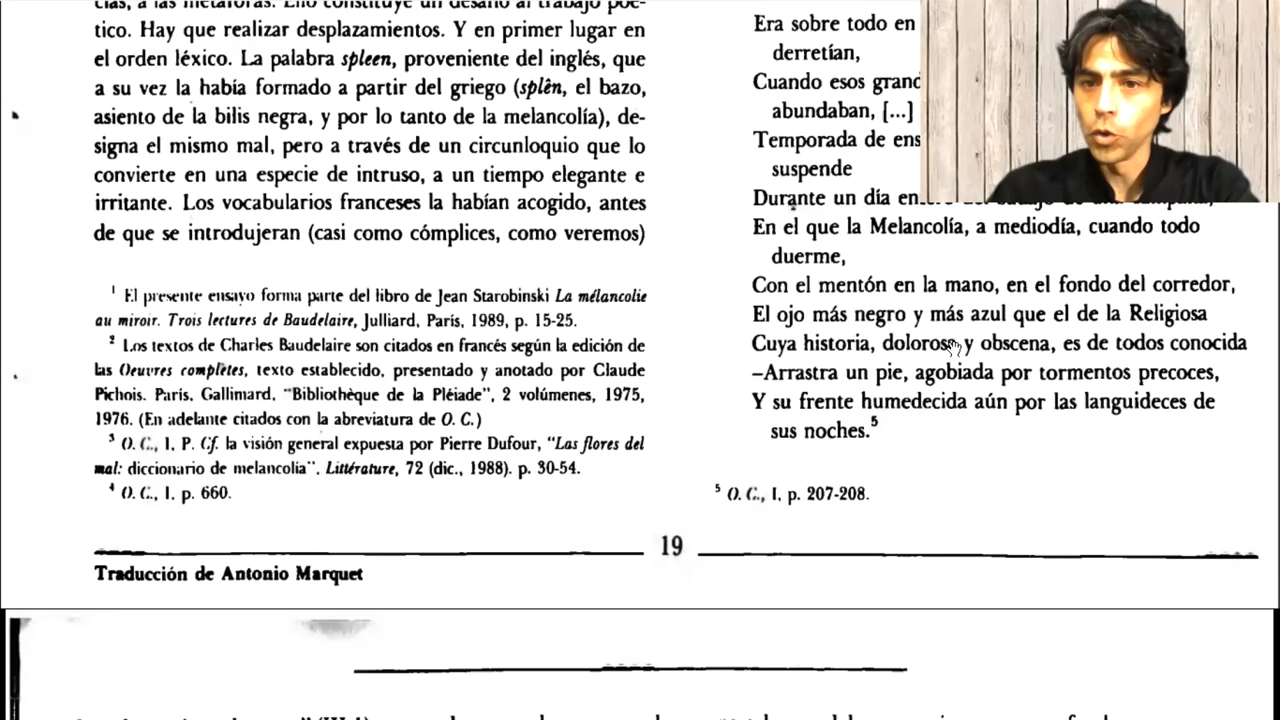 cias, a las metáforas. Ello constituye un desafío al trabajo poé-
tico. Hay que realizar desplazamientos. Y en primer lugar en
el orden léxico. La palabra spleen, proveniente del inglés, que
a su vez la había formado a partir del griego (splên, el bazo,
asiento de la bilis negra, y por lo tanto de la melancolía), de-
signa el mismo mal, pero a través de un circunloquio que lo
convierte en una especie de intruso, a un tiempo elegante e
irritante. Los vocabularios franceses la habían acogido, antes
de que se introdujeran (casi como cómplices, como veremos)
1 El presente ensayo forma parte del libro de Jean Starobinski La mélancolie
au miroir. Trois lectures de Baudelaire, Julliard, París, 1989, p. 15-25.
2 Los textos de Charles Baudelaire son citados en francés según la edición de
las Oeuvres complètes, texto establecido, presentado y anotado por Claude
Pichois. París, Gallimard, "Bibliothèque de la Pléiade", 2 volúmenes, 1975,
1976. (En adelante citados con la abreviatura de O. C.)
3 O. C., I, P. Cf. la visión general expuesta por Pierre Dufour, "Las flores del
mal: diccionario de melancolía", Littérature, 72 (dic., 1988). p. 30-54.
4 O. C., I, p. 660.
Era sobre todo en
derretían,
Cuando esos grand
abundaban, [...]
Temporada de ens
suspende
Durante un día
En el que la Melancolía, a mediodía, cuando todo
duerme,
Con el mentón en la mano, en el fondo del corredor,
El ojo más negro y más azul que el de la Religiosa
Cuya historia, dolorosa y obscena, es de todos conocida
–Arrastra un pie, agobiada por tormentos precoces,
Y su frente humedecida aún por las languideces de
sus noches.5
5 O. C., I, p. 207-208.
19
Traducción de Antonio Marquet